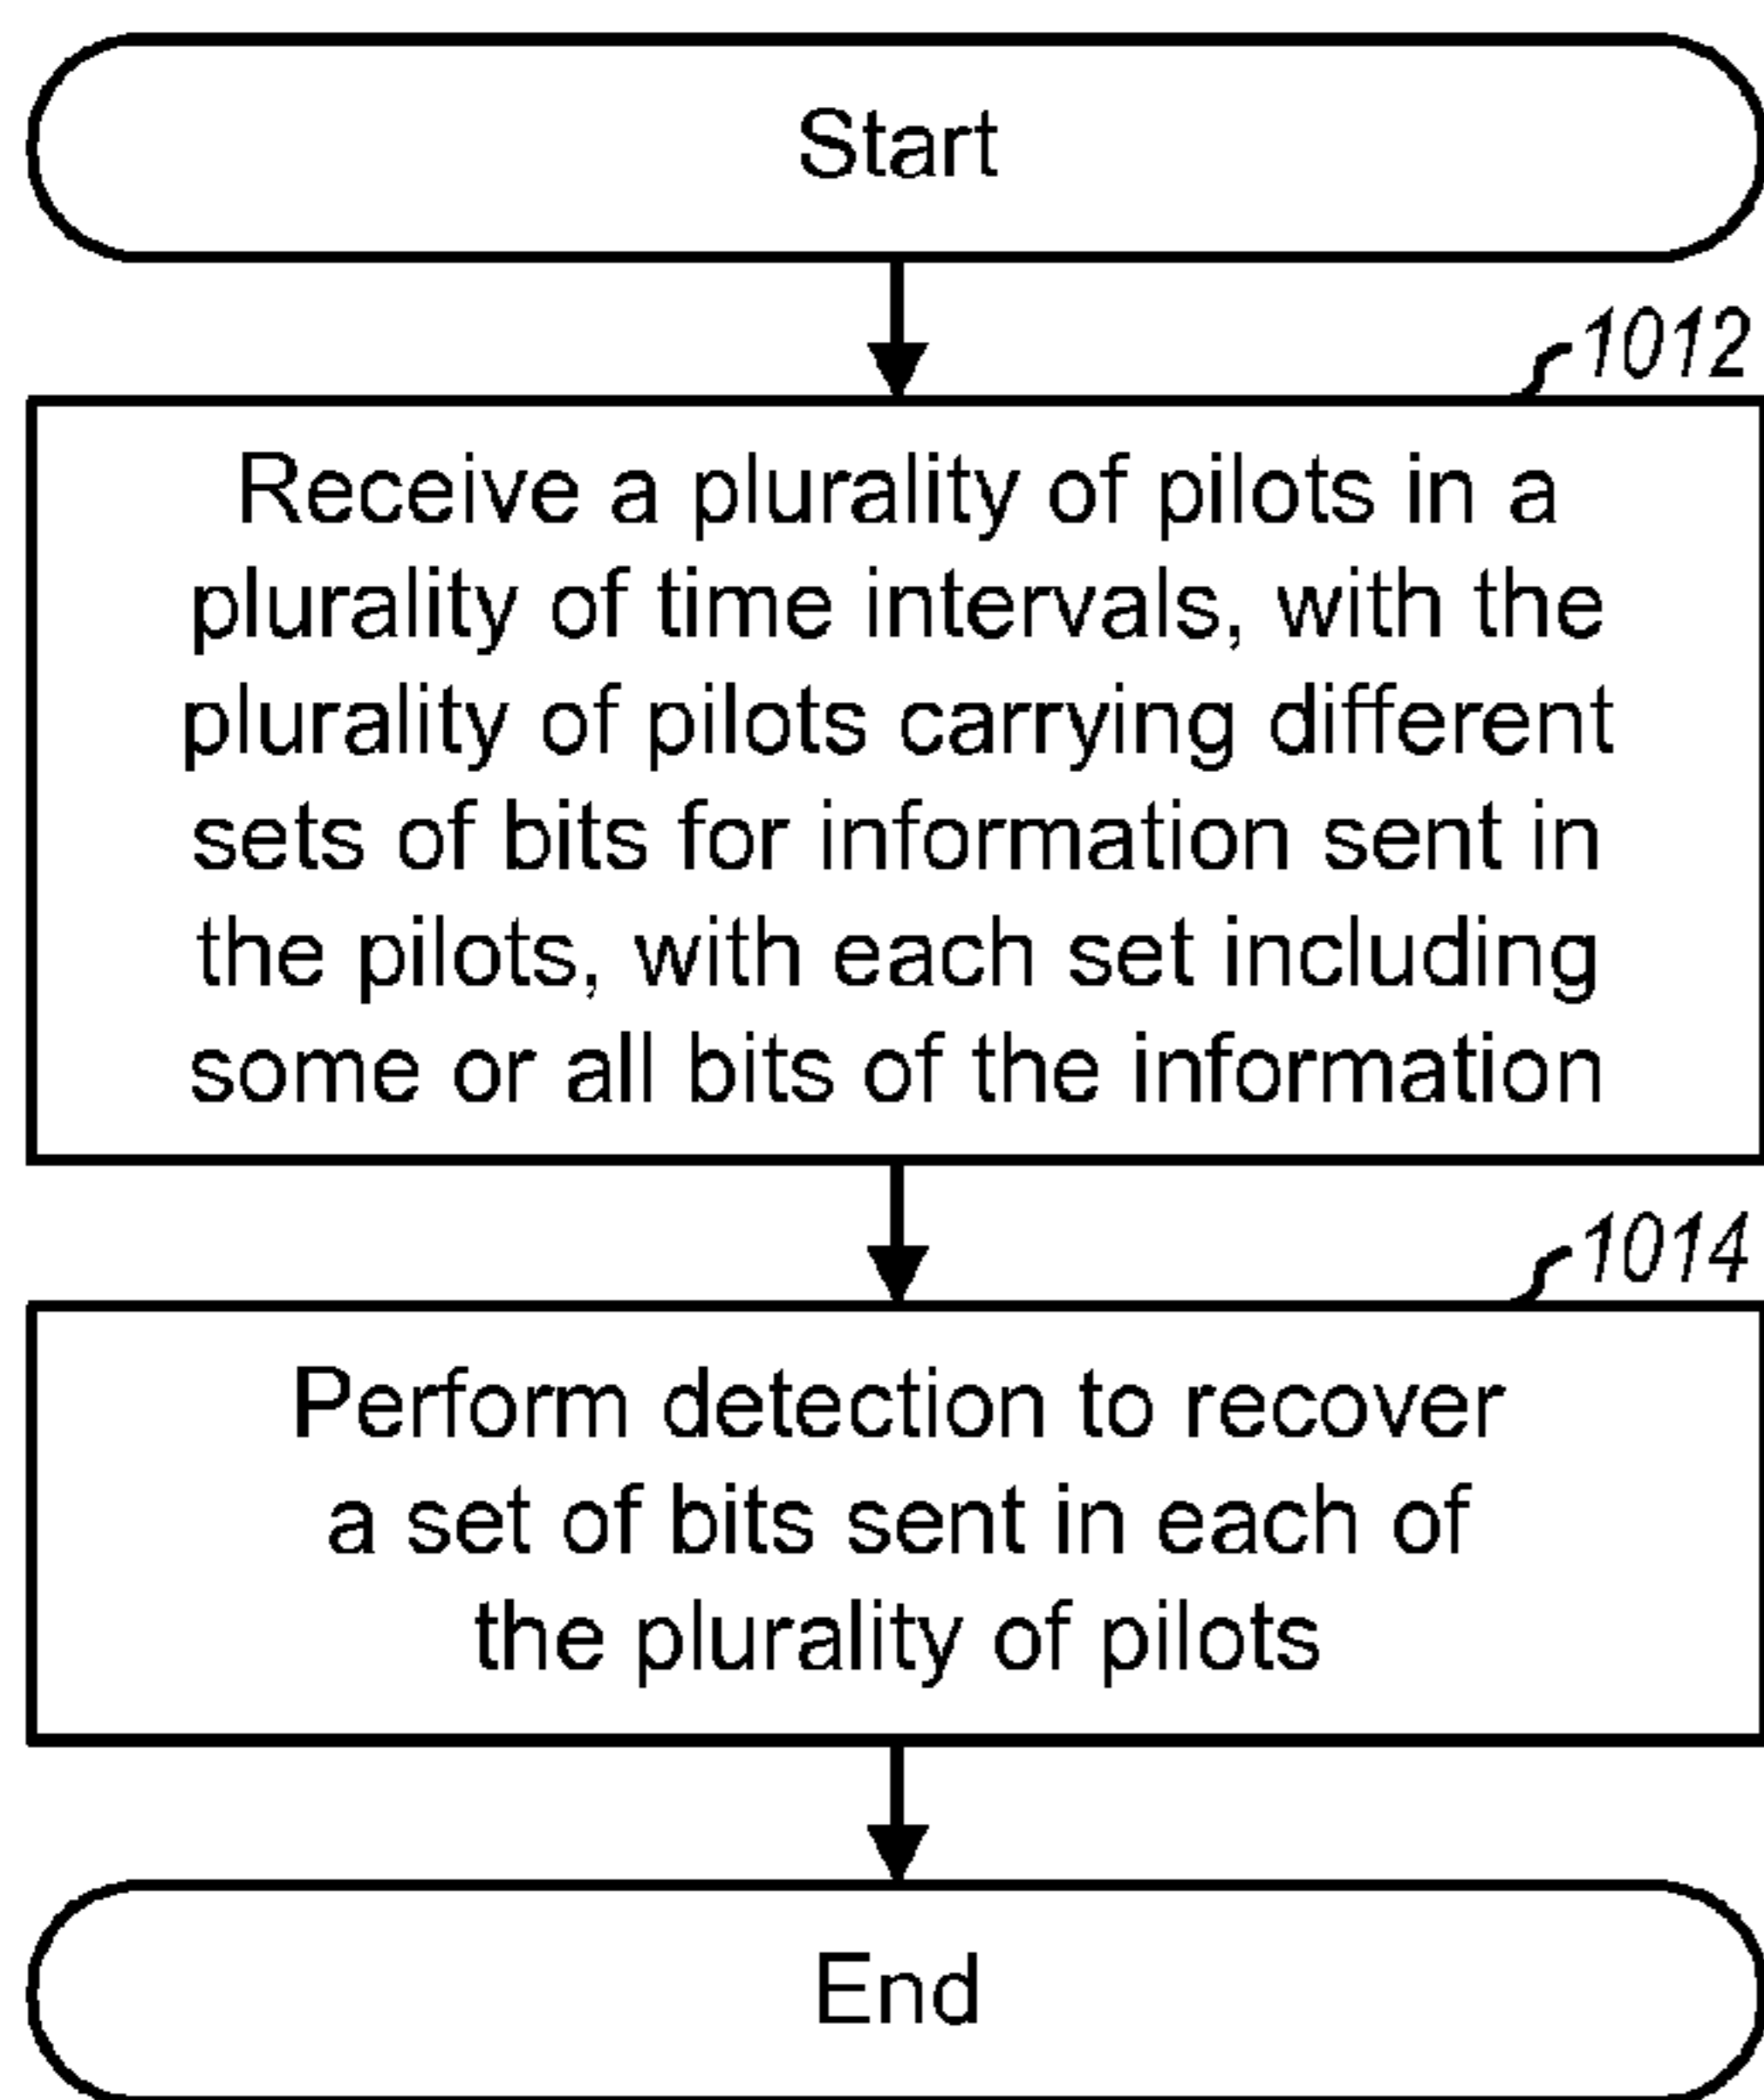 Start
1012
Receive a plurality of pilots in a
plurality of time intervals, with the
plurality of pilots carrying different
sets of bits for information sent in
the pilots, with each set including
some or all bits of the information
1014
Perform detection to recover
a set of bits sent in each of
the plurality of pilots
End